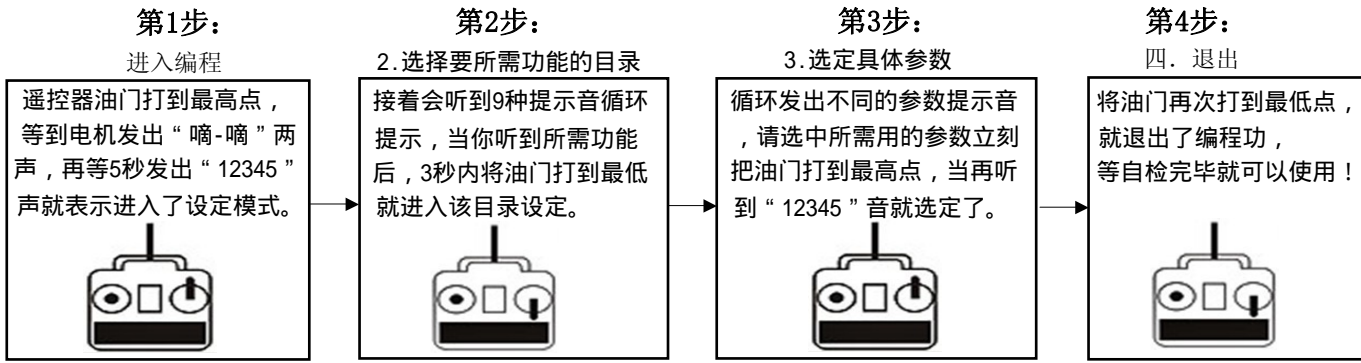 第1步：
进入编程
遥控器油门打到最高点，
等到电机发出“嘀-嘀”两
声，再等5秒发出“12345”
声就表示进入了设定模式。
第2步：
2.选择要所需功能的目录
接着会听到9种提示音循环
提示，当你听到所需功能
后，3秒内将油门打到最低
就进入该目录设定。
第3步：
3.选定具体参数
循环发出不同的参数提示音
，请选中所需用的参数立刻
把油门打到最高点，当再听
到“12345”音就选定了。
第4步：
四. 退出
将油门再次打到最低点，
就退出了编程功，
等自检完毕就可以使用！